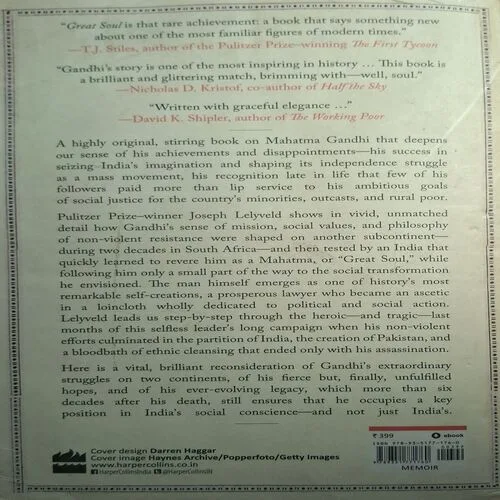 "Great Soul is that rare achievement: a book that says something new
about one of the most familiar figures of modern times."
—T.J. Stiles, author of the Pulitzer Prize–winning The First Tycoon
"Gandhi's story is one of the most inspiring in history ... This book is
a brilliant and glittering match, brimming with—well, soul."
—Nicholas D. Kristof, co-author of Half the Sky
"Written with graceful elegance ..."
—David K. Shipler, author of The Working Poor
A highly original, stirring book on Mahatma Gandhi that deepens
our sense of his achievements and disappointments—his success in
seizing India's imagination and shaping its independence struggle
as a mass movement, his recognition late in life that few of his
followers paid more than lip service to his ambitious goals
of social justice for the country's minorities, outcasts, and rural poor.
Pulitzer Prize–winner Joseph Lelyveld shows in vivid, unmatched
detail how Gandhi's sense of mission, social values, and philosophy
of non-violent resistance were shaped on another subcontinent—
during two decades in South Africa—and then tested by an India that
quickly learned to revere him as a Mahatma, or "Great Soul," while
following him only a small part of the way to the social transformation
he envisioned. The man himself emerges as one of history's most
remarkable self-creations, a prosperous lawyer who became an ascetic
in a loincloth wholly dedicated to political and social action.
Lelyveld leads us step-by-step through the heroic—and tragic—last
months of this selfless leader's long campaign when his non-violent
efforts culminated in the partition of India, the creation of Pakistan, and
a bloodbath of ethnic cleansing that ended only with his assassination.
Here is a vital, brilliant reconsideration of Gandhi's extraordinary
struggles on two continents, of his fierce but, finally, unfulfilled
hopes, and of his ever-evolving legacy, which more than six
decades after his death, still ensures that he occupies a key
position in India's social conscience—and not just India's.
₹ 399
ebook
ISBN 978-93-5177-176-0
Cover design Darren Haggar
Cover image Haynes Archive/Popperfoto/Getty Images
www.harpercollins.co.in
HarperCollinsIndia @HarperCollinsIN
MEMOIR